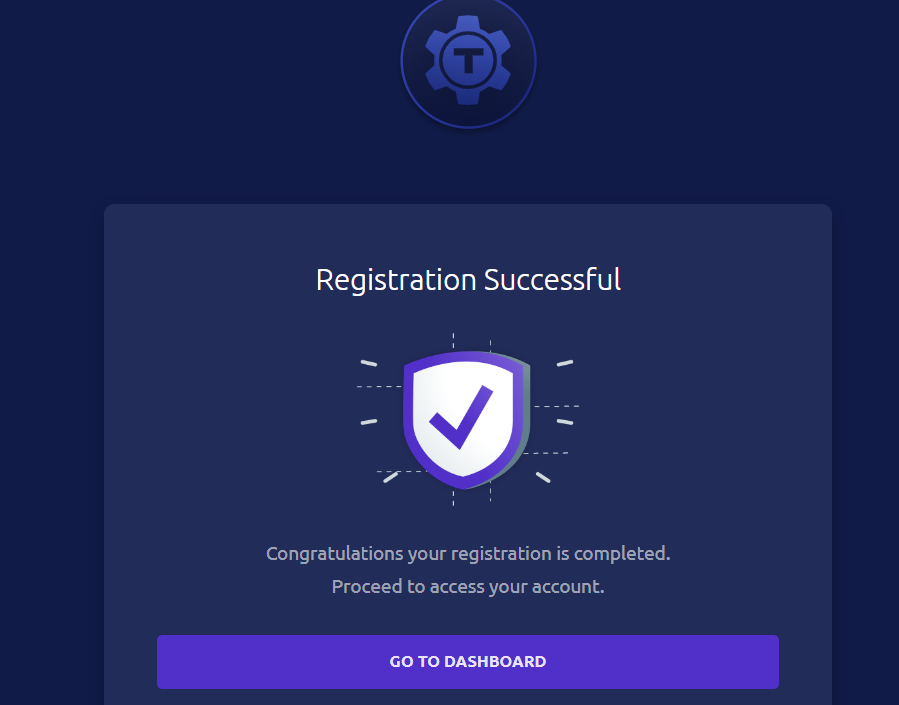 T
Registration Successful
Congratulations your registration is completed.
Proceed to access your account.
GO TO DASHBOARD